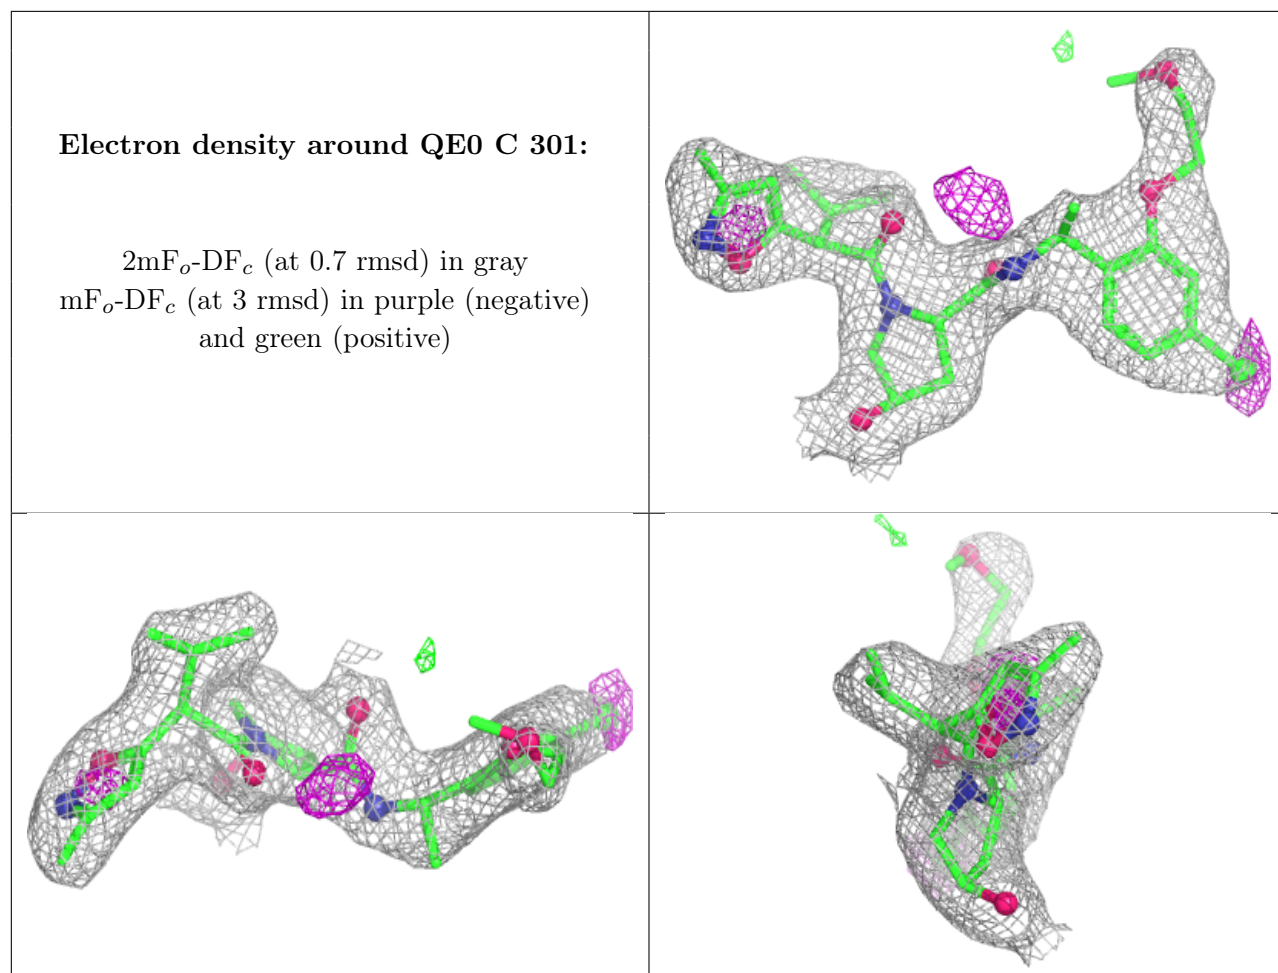 Electron density around QE0 C 301:
2mFo-DFc (at 0.7 rmsd) in gray
mFo-DFc (at 3 rmsd) in purple (negative)
and green (positive)